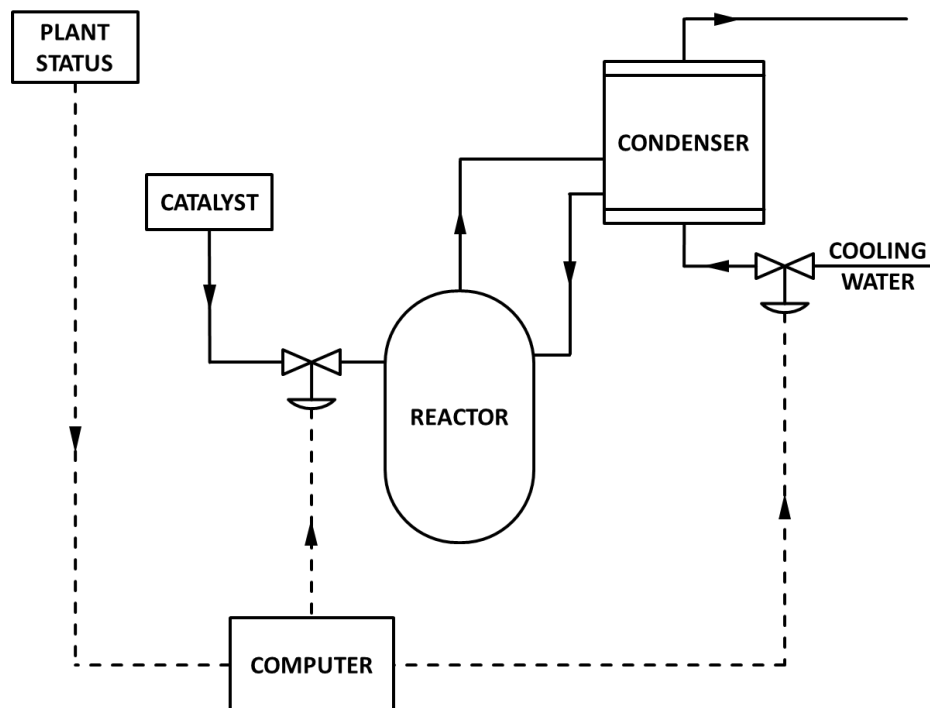 PLANT
STATUS
CONDENSER
CATALYST
COOLING
WATER
REACTOR
COMPUTER